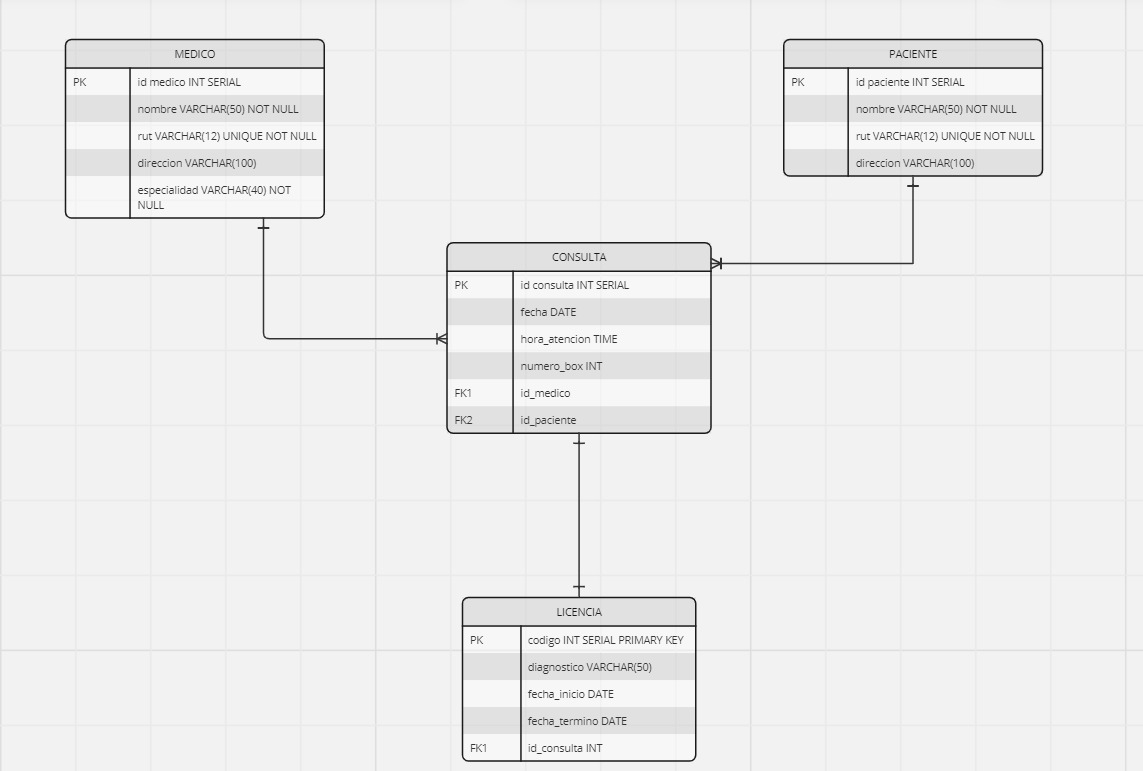 MEDICO
PK id medico INT SERIAL
nombre VARCHAR(50) NOT NULL
rut VARCHAR(12) UNIQUE NOT NULL
direccion VARCHAR(100)
especialidad VARCHAR(40) NOT
NULL
PACIENTE
PK id paciente INT SERIAL
nombre VARCHAR(50) NOT NULL
rut VARCHAR(12) UNIQUE NOT NULL
direccion VARCHAR(100)
CONSULTA
PK id consulta INT SERIAL
fecha DATE
hora_atencion TIME
numero_box INT
FK1 id_medico
FK2 id_paciente
LICENCIA
PK codigo INT SERIAL PRIMARY KEY
diagnostico VARCHAR(50)
fecha_inicio DATE
fecha_termino DATE
FK1 id_consulta INT